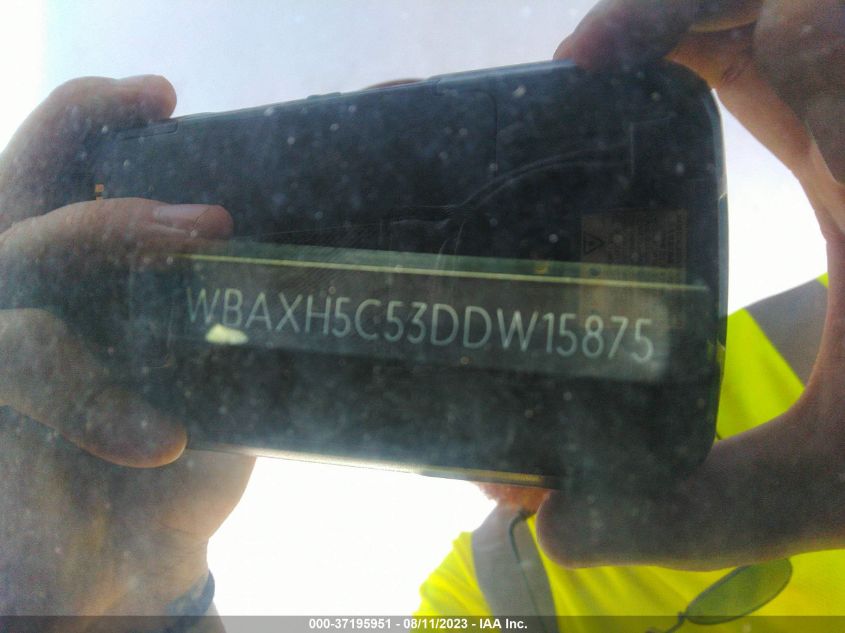 WBAXH5C53DDW15875
000-37195951 - 08/11/2023 - IAA Inc.